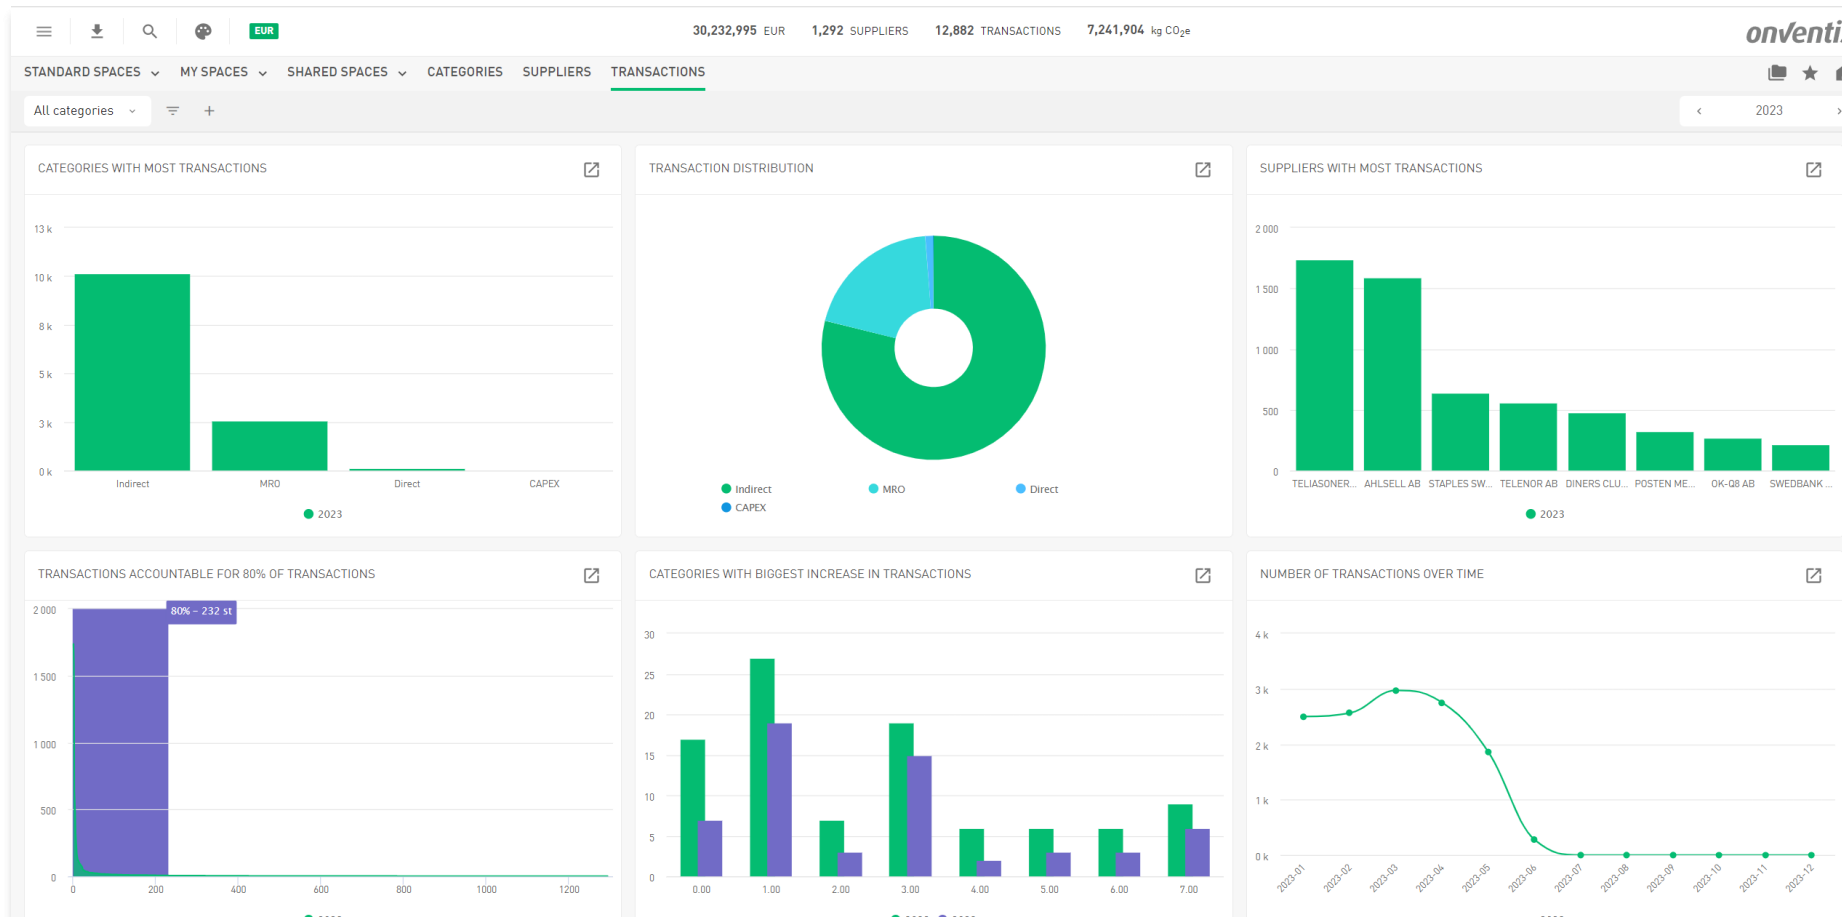 EUR
30,232,995 EUR 1,292 SUPPLIERS 12,882 TRANSACTIONS 7,241,904 kg CO₂e
STANDARD SPACES MY SPACES SHARED SPACES CATEGORIES SUPPLIERS TRANSACTIONS
All categories
2023
CATEGORIES WITH MOST TRANSACTIONS
13 k
10 k
8 k
5 k
3 k
0 k
Indirect MRO Direct CAPEX
2023
TRANSACTION DISTRIBUTION
Indirect MRO Direct
CAPEX
SUPPLIERS WITH MOST TRANSACTIONS
2 000
1 500
1 000
500
0
TELIASONER... AHLSELL AB STAPLES SW... TELENOR AB DINERS CLU... POSTEN ME... OK-Q8 AB SWEDBANK ...
2023
TRANSACTIONS ACCOUNTABLE FOR 80% OF TRANSACTIONS
80% – 232 st
2 000
1 500
1 000
500
0
0 200 400 600 800 1000 1200
CATEGORIES WITH BIGGEST INCREASE IN TRANSACTIONS
30
25
20
15
10
5
0
0.00 1.00 2.00 3.00 4.00 5.00 6.00 7.00
NUMBER OF TRANSACTIONS OVER TIME
4 k
3 k
2 k
1 k
0 k
2023-01 2023-02 2023-03 2023-04 2023-05 2023-06 2023-07 2023-08 2023-09 2023-10 2023-11 2023-12